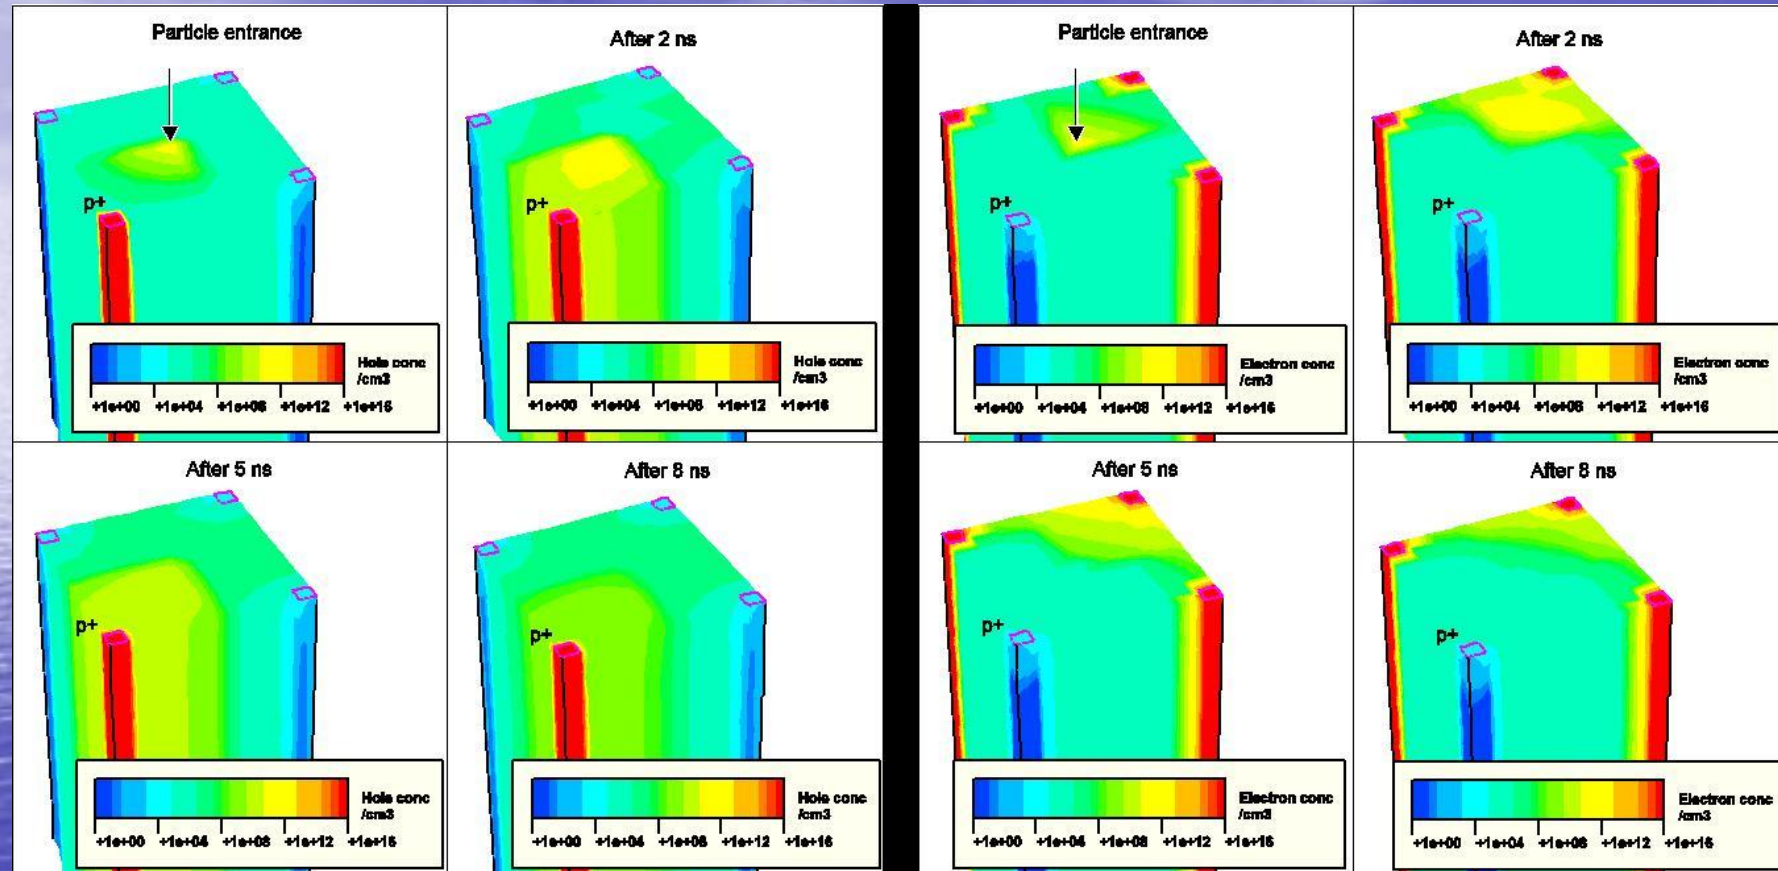 Particle entrance
p+
Hole conc
/cm3
+1e+00 +1e+04 +1e+08 +1e+12 +1e+16
After 2 ns
p+
Hole conc
/cm3
+1e+00 +1e+04 +1e+08 +1e+12 +1e+16
Particle entrance
p+
Electron conc
/cm3
+1e+00 +1e+04 +1e+08 +1e+12 +1e+16
After 2 ns
p+
Electron conc
/cm3
+1e+00 +1e+04 +1e+08 +1e+12 +1e+16
After 5 ns
p+
Hole conc
/cm3
+1e+00 +1e+04 +1e+08 +1e+12 +1e+16
After 8 ns
p+
Hole conc
/cm3
+1e+00 +1e+04 +1e+08 +1e+12 +1e+16
After 5 ns
p+
Electron conc
/cm3
+1e+00 +1e+04 +1e+08 +1e+12 +1e+16
After 8 ns
p+
Electron conc
/cm3
+1e+00 +1e+04 +1e+08 +1e+12 +1e+16